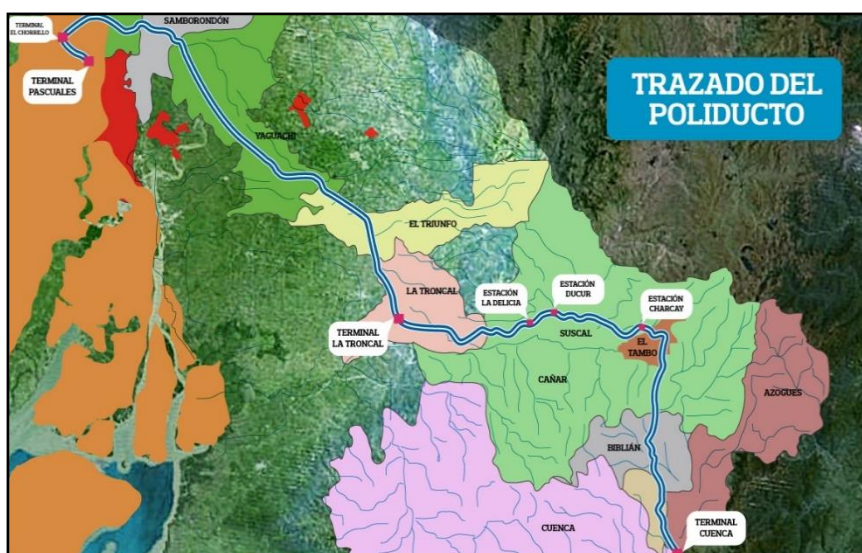 SAMBORONDÓN
TERMINAL
EL CHORRILLO
TERMINAL
PASCUALES
TRAZADO DEL
POLIDUCTO
YAGUACHI
EL TRIUNFO
LA TRONCAL
ESTACIÓN
LA DELICIA
ESTACIÓN
DUCUR
ESTACIÓN
CHARCAY
TERMINAL
LA TRONCAL
SUSCAL
EL
TAMBO
CAÑAR
AZOGUES
BIBLIÁN
CUENCA
TERMINAL
CUENCA